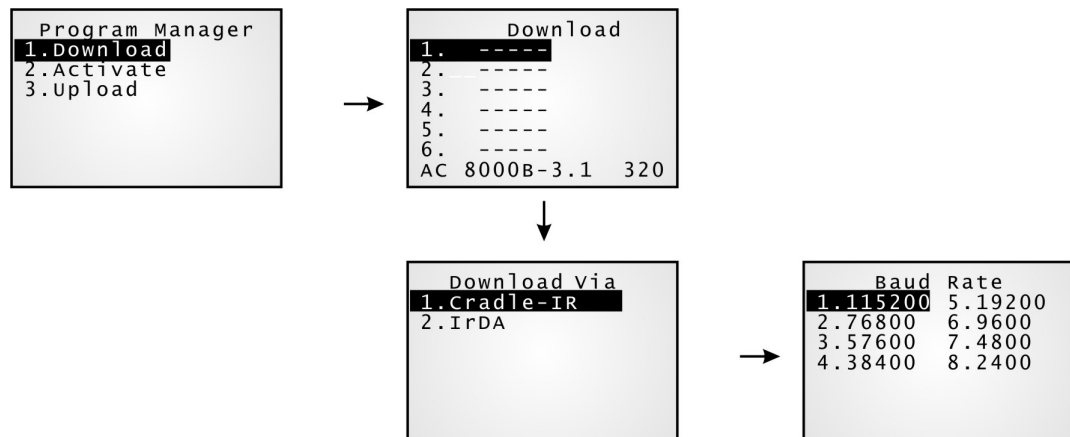 Program Manager
1.Download
2.Activate
3.Upload
Download
1. -----
2. -----
3. -----
4. -----
5. -----
6. -----
AC 8000B-3.1 320
Download Via
1.Cradle-IR
2.IrDA
Baud Rate
1.115200 5.19200
2.76800 6.9600
3.57600 7.4800
4.38400 8.2400